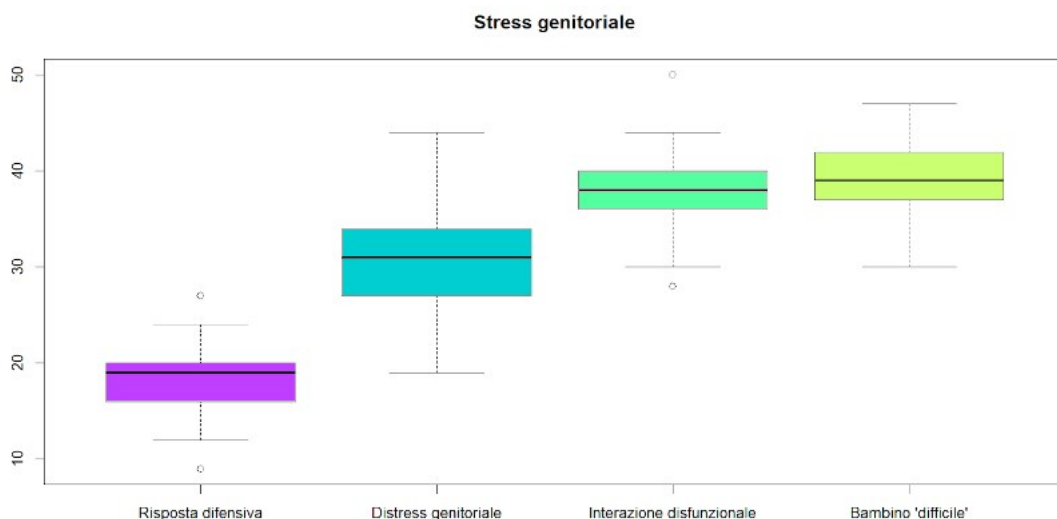 Stress genitoriale
50
40
30
20
10
Risposta difensiva
Distress genitoriale
Interazione disfunzionale
Bambino 'difficile'